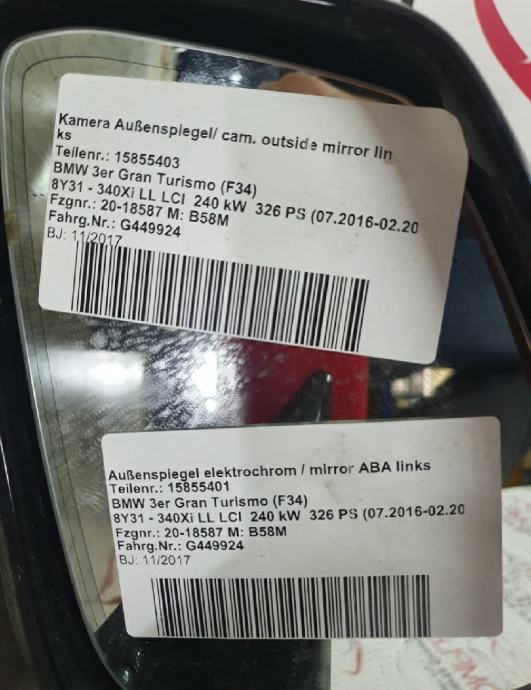 Kamera Außenspiegel/ cam. outside mirror lin
ks
Teilenr.: 15855403
BMW 3er Gran Turismo (F34)
8Y31 - 340Xi LL LCI 240 kW 326 PS (07.2016-02.20
Fzgnr.: 20-18587 M: B58M
Fahrg.Nr.: G449924
BJ: 11/2017
Außenspiegel elektrochrom / mirror ABA links
Teilenr.: 15855401
BMW 3er Gran Turismo (F34)
8Y31 - 340Xi LL LCI 240 kW 326 PS (07.2016-02.20
Fzgnr.: 20-18587 M: B58M
Fahrg.Nr.: G449924
BJ: 11/2017